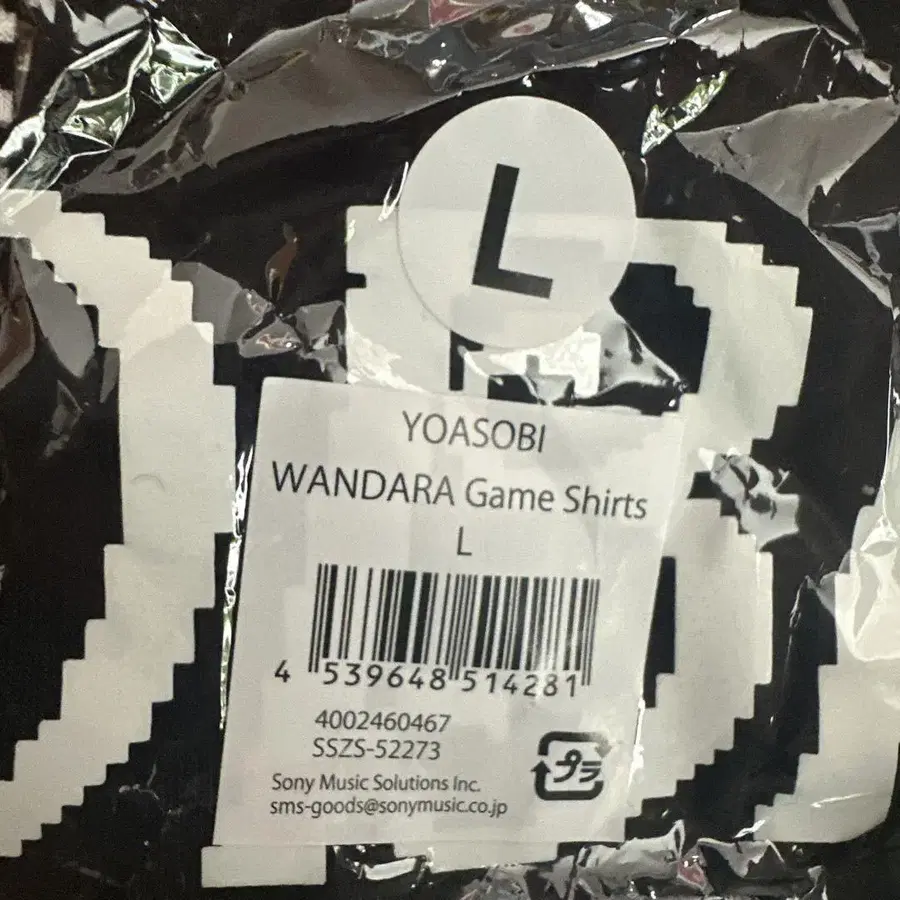 L
YOASOBI
WANDARA Game Shirts
L
4 539648 514281
4002460467
SSZS-52273
プラ
Sony Music Solutions Inc.
sms-goods@sonymusic.co.jp